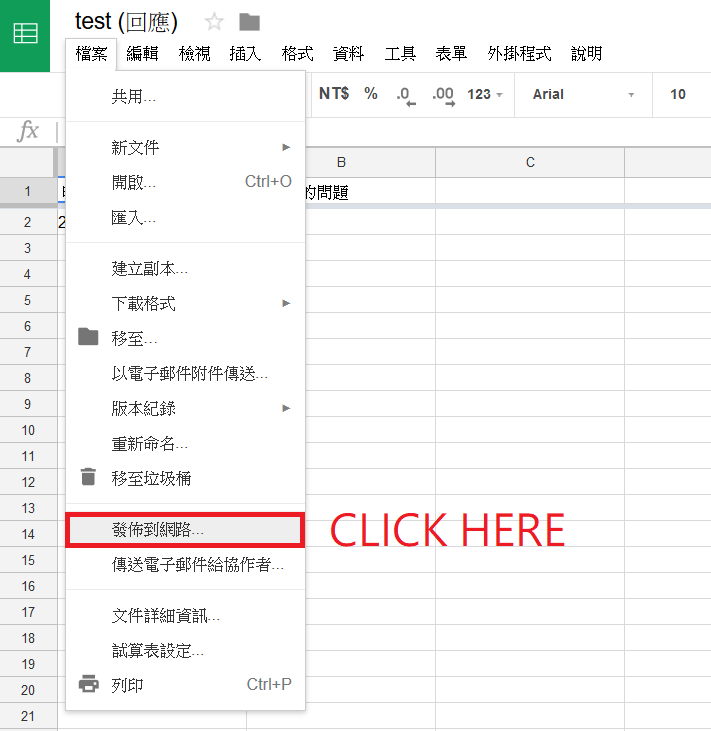 test (回應)
檔案 編輯 檢視 插入 格式 資料 工具 表單 外掛程式 說明
共用... NT$ % .0 .00 123 Arial 10
fx
新文件
開啟... Ctrl+O
匯入...
B C
1 的問題
2 2
3
建立副本...
4
下載格式
5
6
移至...
7
以電子郵件附件傳送...
8
版本紀錄
9
重新命名...
10
11
移至垃圾桶
12
13
發佈到網路... CLICK HERE
14
傳送電子郵件給協作者...
15
16
文件詳細資訊...
17
試算表設定...
18
19
列印 Ctrl+P
20
21